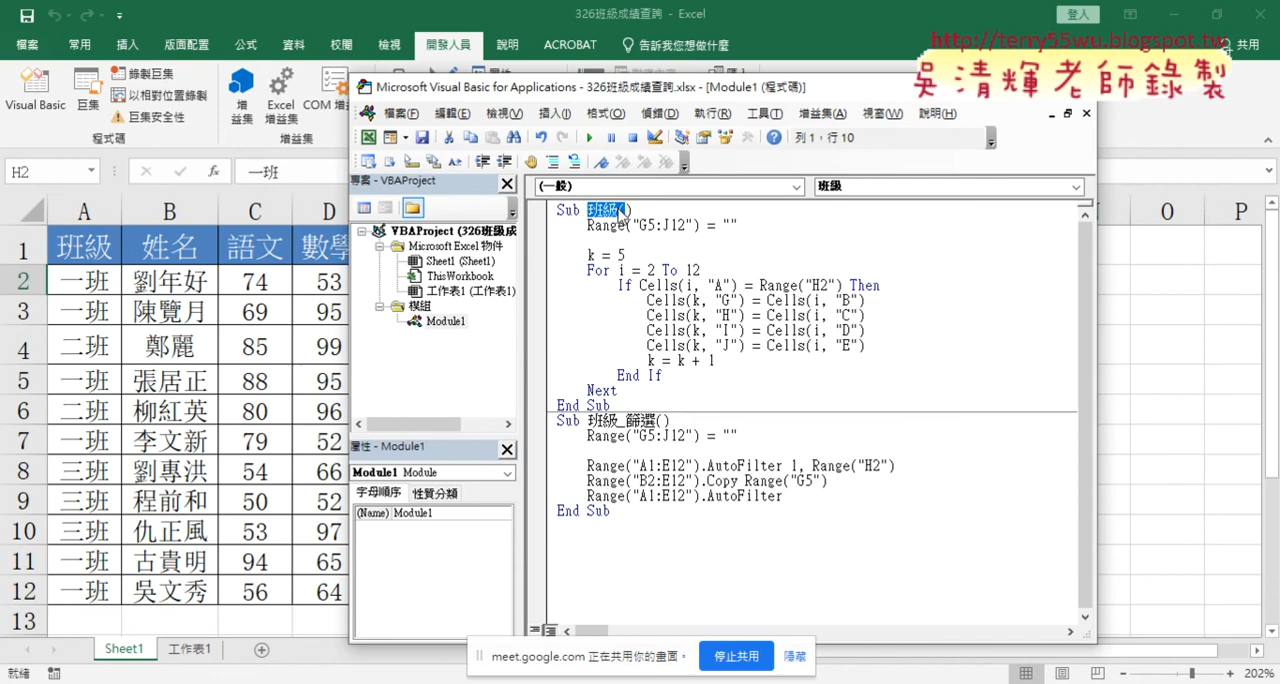 326班級成績查詢 - Excel
登入
檔案 常用 插入 版面配置 公式 資料 校閱 檢視 開發人員 說明 ACROBAT 告訴我您想做什麼 共用
http://terry55wu.blogspot.tw
吳清輝老師錄製
Visual Basic 巨集 錄製巨集 以相對位置錄製 巨集安全性
程式碼
增益集 Excel 增益集 COM 增
增益集
Microsoft Visual Basic for Applications - 326班級成績查詢.xlsx - [Module1 (程式碼)]
檔案(F) 編輯(E) 檢視(V) 插入(I) 格式(O) 偵錯(D) 執行(R) 工具(T) 增益集(A) 視窗(W) 說明(H)
列 1，行 10
H2 fx 一班
專案 - VBAProject
VBAProject (326班級成
Microsoft Excel 物件
Sheet1 (Sheet1)
ThisWorkbook
工作表1 (工作表1)
模組
Module1
屬性 - Module1
Module1 Module
字母順序 性質分類
(Name) Module1
(一般) 班級
Sub 班級()
Range("G5:J12") = ""
k = 5
For i = 2 To 12
If Cells(i, "A") = Range("H2") Then
Cells(k, "G") = Cells(i, "B")
Cells(k, "H") = Cells(i, "C")
Cells(k, "I") = Cells(i, "D")
Cells(k, "J") = Cells(i, "E")
k = k + 1
End If
Next
End Sub
Sub 班級_篩選()
Range("G5:J12") = ""
Range("A1:E12").AutoFilter 1, Range("H2")
Range("B2:E12").Copy Range("G5")
Range("A1:E12").AutoFilter
End Sub
A B C D O P
1 班級 姓名 語文 數學
2 一班 劉年好 74 53
3 一班 陳覽月 69 95
4 二班 鄭麗 85 99
5 一班 張居正 88 95
6 二班 柳紅英 80 96
7 一班 李文新 79 52
8 三班 劉專洪 54 66
9 三班 程前和 50 52
10 三班 仇正風 53 97
11 一班 古貴明 94 65
12 一班 吳文秀 56 64
13
Sheet1 工作表1
meet.google.com 正在共用你的畫面。 停止共用 隱藏
就緒
202%